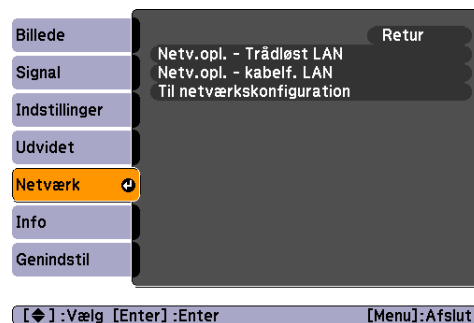 Billede
Signal
Indstillinger
Udvidet
Netværk
Info
Genindstil
Retur
Netv.opl. - Trådløst LAN
Netv.opl. - kabelf. LAN
Til netværkskonfiguration
[◆] :Vælg [Enter] :Enter [Menu]:Afslut